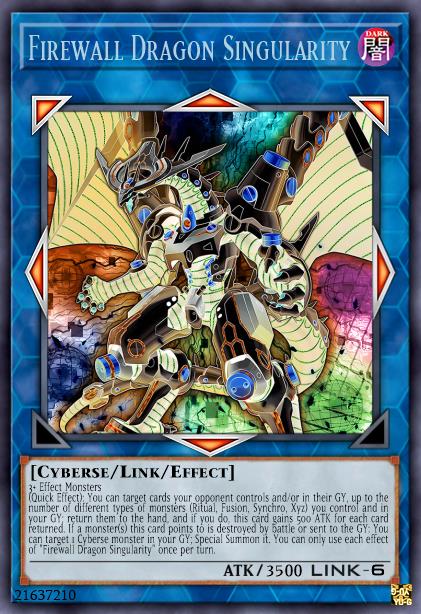 FIREWALL DRAGON SINGULARITY
DARK
闇
[CYBERSE/LINK/EFFECT]
3+ Effect Monsters
(Quick Effect): You can target cards your opponent controls and/or in their GY, up to the
number of different types of monsters (Ritual, Fusion, Synchro, Xyz) you control and in
your GY; return them to the hand, and if you do, this card gains 500 ATK for each card
returned. If a monster(s) this card points to is destroyed by battle or sent to the GY: You
can target 1 Cyberse monster in your GY; Special Summon it. You can only use each effect
of "Firewall Dragon Singularity" once per turn.
ATK/3500 LINK-6
21637210